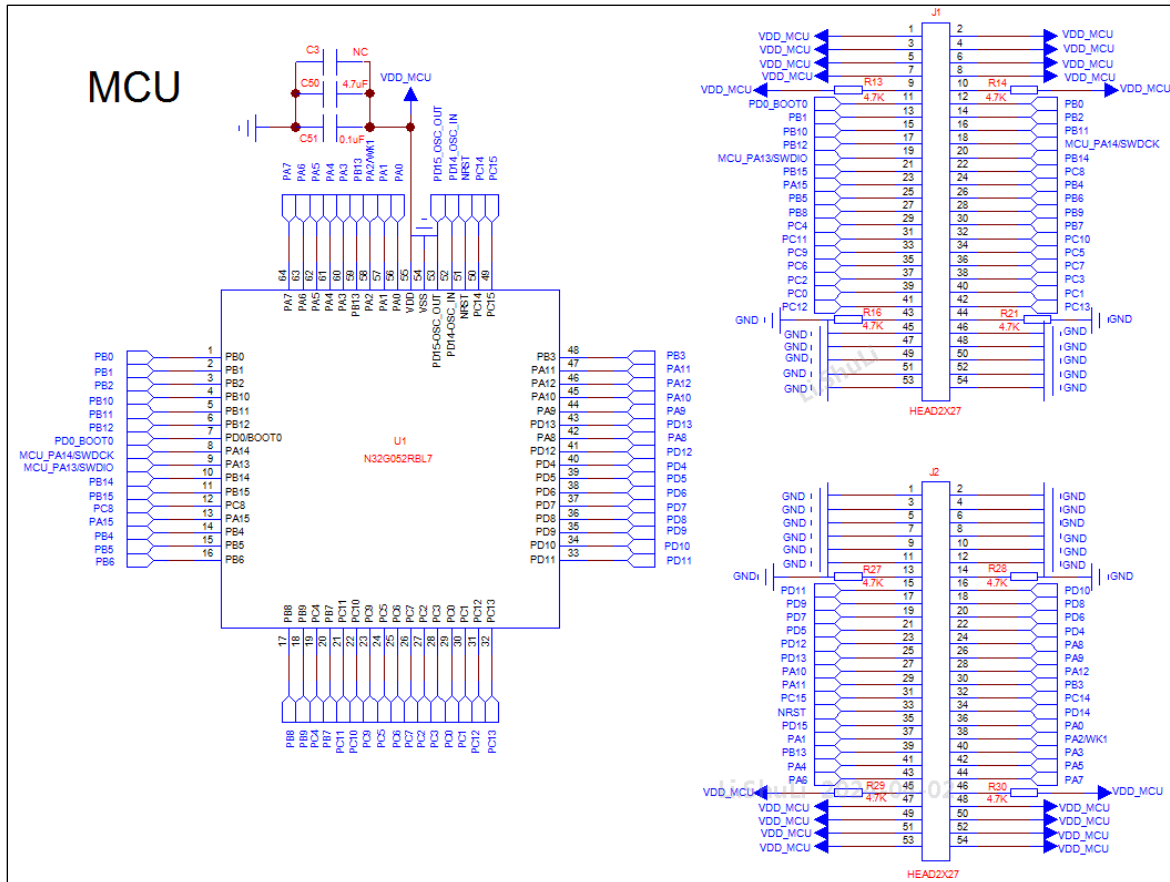 MCU
C3 NC
C50 4.7uF
C51 0.1uF
VDD_MCU
PA7 PA6 PA5 PA4 PA3 PB13 PA2/WK1 PA1 PA0 PD15_OSC_OUT PD14_OSC_IN NRST PC14 PC15
64 63 62 61 60 59 58 57 56 55 54 53 52 51 50 49
PA7 PA6 PA5 PA4 PA3 PB13 PA2 PA1 PA0 VDD VSS PD15-OSC_OUT PD14-OSC_IN NRST PC14 PC15
PB0 1 PB0
PB1 2 PB1
PB2 3 PB2
PB10 4 PB10
PB11 5 PB11
PB12 6 PB12
PD0_BOOT0 7 PD0/BOOT0
MCU_PA14/SWDCK 8 PA14
MCU_PA13/SWDIO 9 PA13
PB14 10 PB14
PB15 11 PB15
PC8 12 PC8
PA15 13 PA15
PB4 14 PB4
PB5 15 PB5
PB6 16 PB6
U1
N32G052RBL7
PB3 48 PB3
PA11 47 PA11
PA12 46 PA12
PA10 45 PA10
PA9 44 PA9
PD13 43 PD13
PA8 42 PA8
PD12 41 PD12
PD4 40 PD4
PD5 39 PD5
PD6 38 PD6
PD7 37 PD7
PD8 36 PD8
PD9 35 PD9
PD10 34 PD10
PD11 33 PD11
PB8 PB9 PC4 PB7 PC11 PC10 PC9 PC5 PC6 PC7 PC2 PC3 PC0 PC1 PC12 PC13
17 18 19 20 21 22 23 24 25 26 27 28 29 30 31 32
PB8 PB9 PC4 PB7 PC11 PC10 PC9 PC5 PC6 PC7 PC2 PC3 PC0 PC1 PC12 PC13
J1
VDD_MCU 1 2 VDD_MCU
VDD_MCU 3 4 VDD_MCU
VDD_MCU 5 6 VDD_MCU
VDD_MCU 7 8 VDD_MCU
VDD_MCU R13 4.7K 9 10 R14 4.7K VDD_MCU
PD0_BOOT0 11 12 PB0
PB1 13 14 PB2
PB10 15 16 PB11
PB12 17 18 MCU_PA14/SWDCK
MCU_PA13/SWDIO 19 20 PB14
PB15 21 22 PC8
PA15 23 24 PB4
PB5 25 26 PB6
PB8 27 28 PB9
PC4 29 30 PB7
PC11 31 32 PC10
PC9 33 34 PC5
PC6 35 36 PC7
PC2 37 38 PC3
PC0 39 40 PC1
PC12 41 42 PC13
GND R16 4.7K 43 44 R21 4.7K GND
GND 45 46 GND
GND 47 48 GND
GND 49 50 GND
GND 51 52 GND
GND 53 54 GND
HEAD2X27
Li.ShuLi
J2
GND 1 2 GND
GND 3 4 GND
GND 5 6 GND
GND 7 8 GND
GND 9 10 GND
GND 11 12 GND
GND R27 4.7K 13 14 R28 4.7K GND
PD11 15 16 PD10
PD9 17 18 PD8
PD7 19 20 PD6
PD5 21 22 PD4
PD12 23 24 PA8
PD13 25 26 PA9
PA10 27 28 PA12
PA11 29 30 PB3
PC15 31 32 PC14
NRST 33 34 PD14
PD15 35 36 PA0
PA1 37 38 PA2/WK1
PB13 39 40 PA3
PA4 41 42 PA5
PA6 43 44 PA7
VDD_MCU R29 4.7K 45 46 R30 4.7K VDD_MCU
VDD_MCU 47 48 VDD_MCU
VDD_MCU 49 50 VDD_MCU
VDD_MCU 51 52 VDD_MCU
VDD_MCU 53 54 VDD_MCU
HEAD2X27